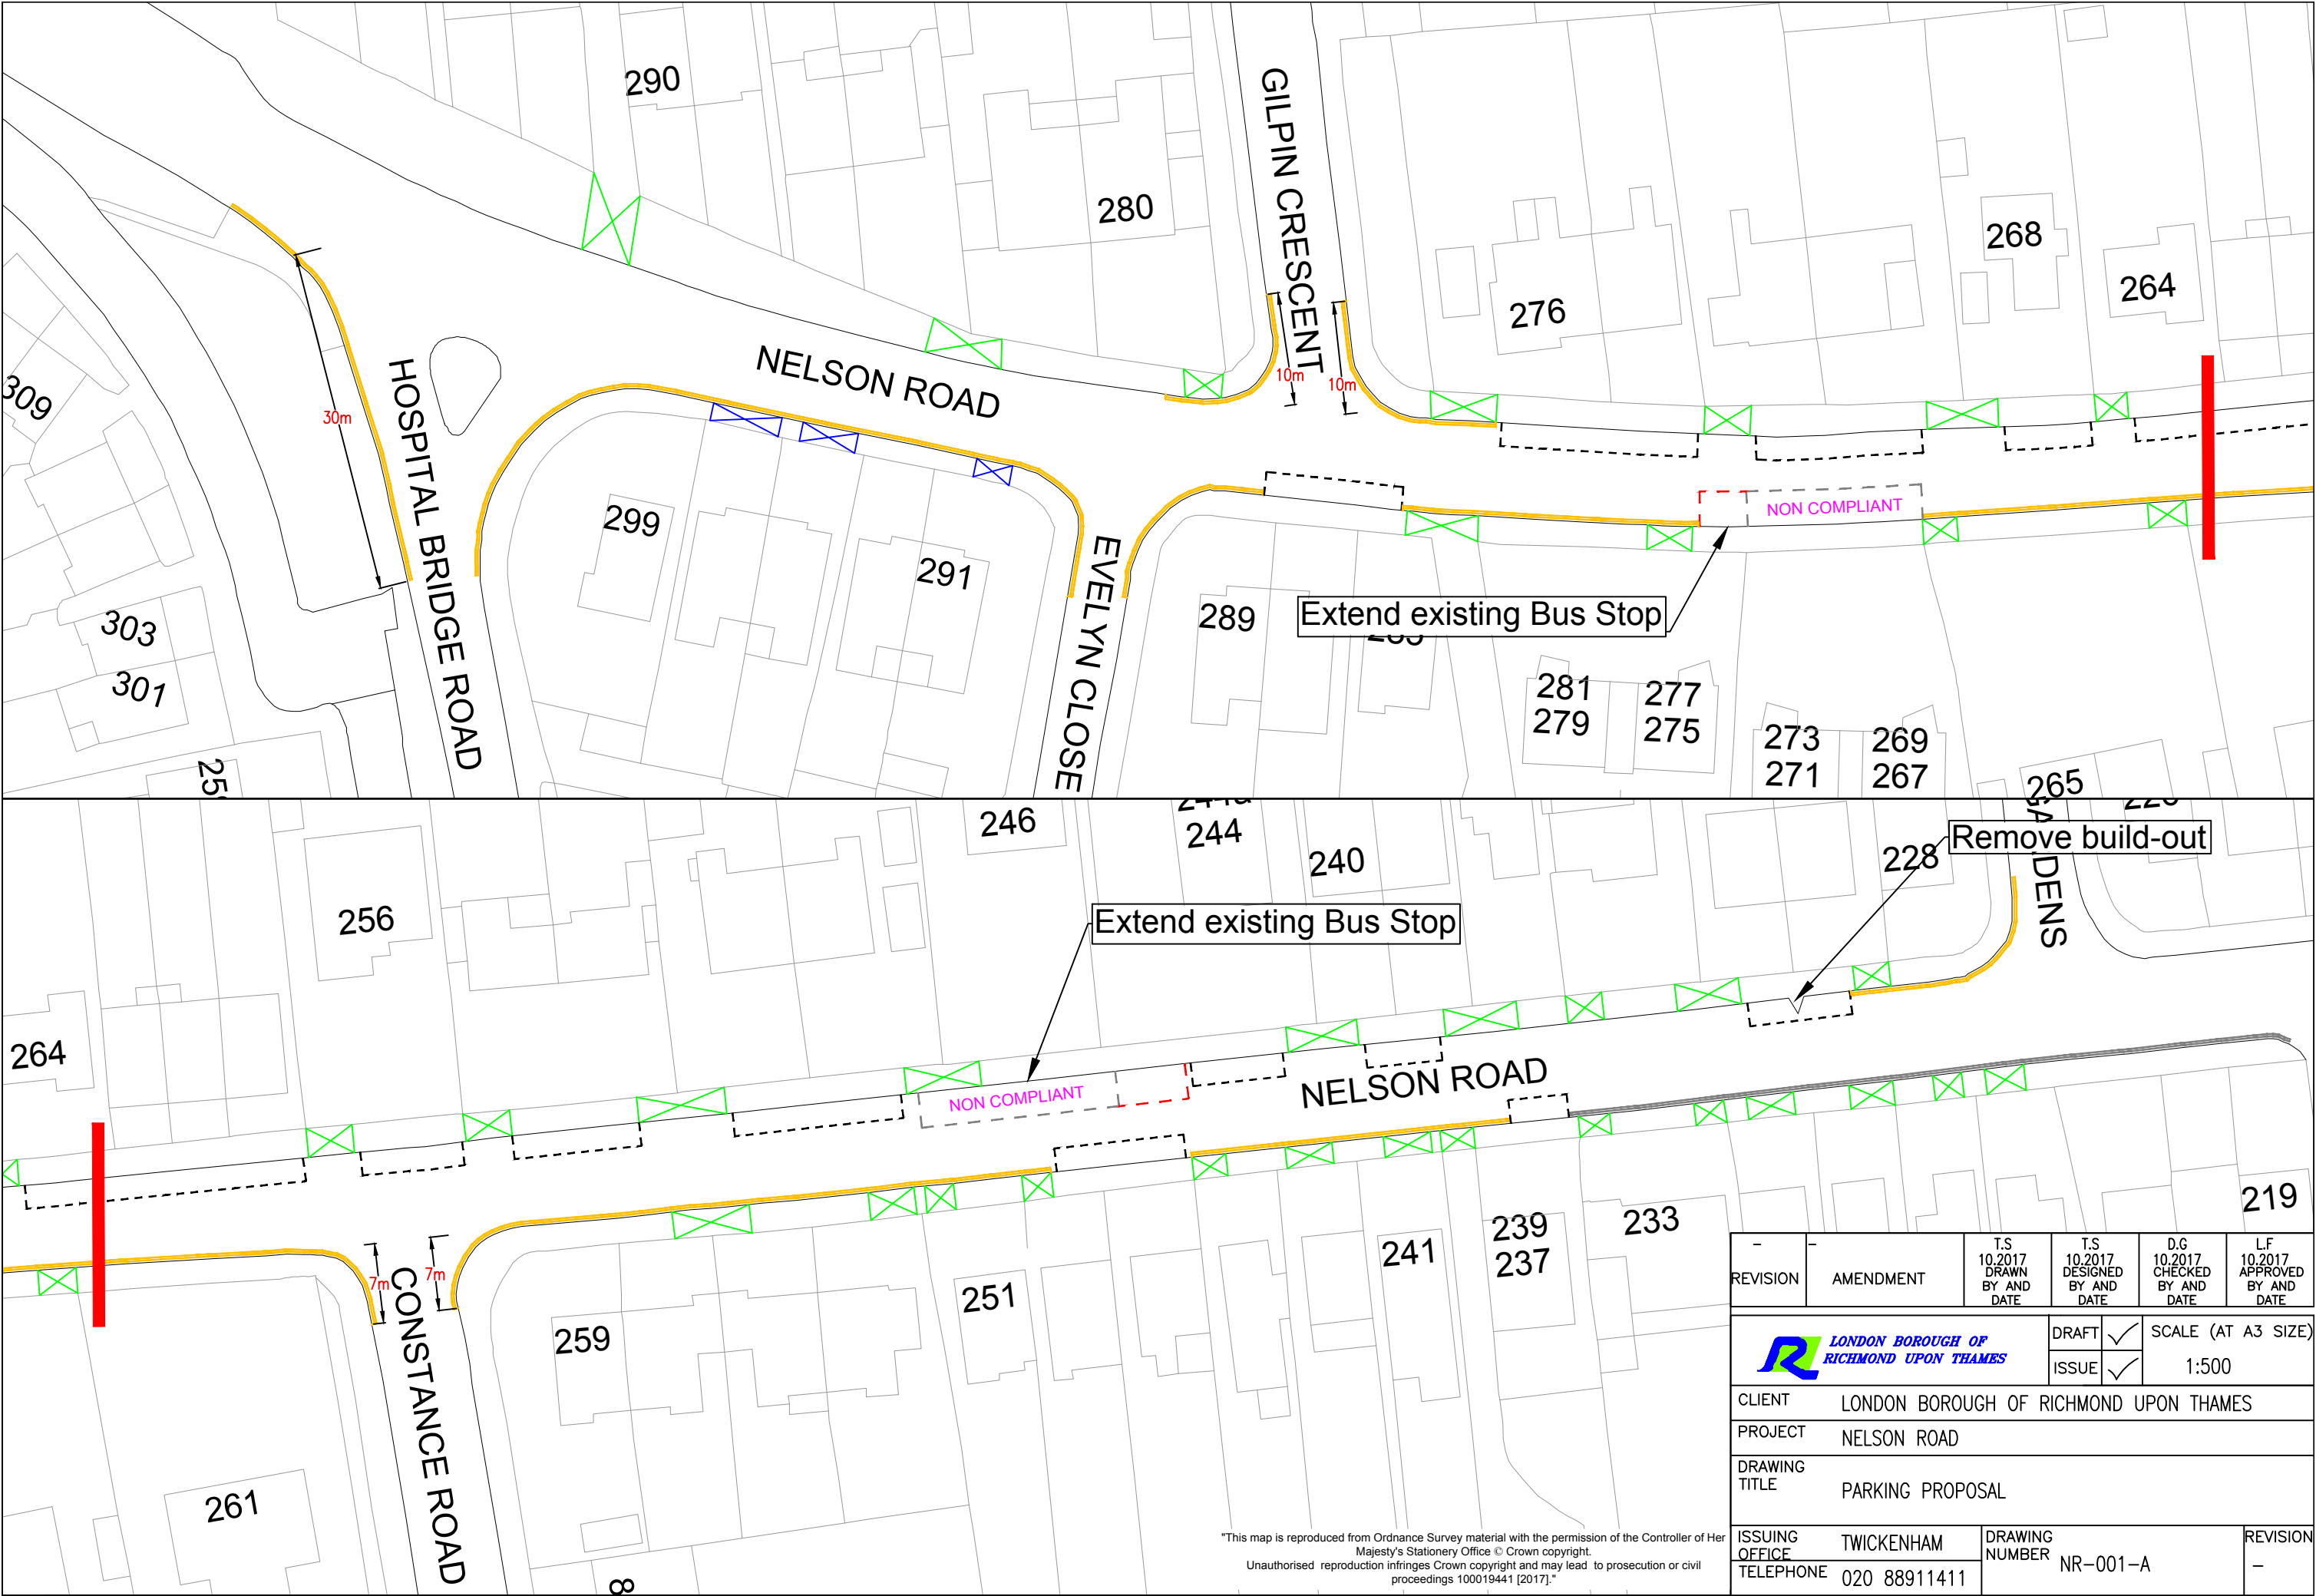 290
280
GILPIN CRESCENT
276
268
264
309
30m
HOSPITAL BRIDGE ROAD
NELSON ROAD
10m
10m
299
291
EVELYN CLOSE
289
NON COMPLIANT
Extend existing Bus Stop
303
301
281
279
277
275
273
271
269
267
265
246
244
240
228
Remove build-out
256
Extend existing Bus Stop
264
NON COMPLIANT
NELSON ROAD
7m
7m
CONSTANCE ROAD
259
251
241
239
237
233
219
261
8
"This map is reproduced from Ordnance Survey material with the permission of the Controller of Her
Majesty's Stationery Office © Crown copyright.
Unauthorised reproduction infringes Crown copyright and may lead to prosecution or civil
proceedings 100019441 [2017]."
– –
REVISION AMENDMENT
T.S
10.2017
DRAWN
BY AND
DATE
T.S
10.2017
DESIGNED
BY AND
DATE
D.G
10.2017
CHECKED
BY AND
DATE
L.F
10.2017
APPROVED
BY AND
DATE
LONDON BOROUGH OF
RICHMOND UPON THAMES
DRAFT
ISSUE
SCALE (AT A3 SIZE)
1:500
CLIENT LONDON BOROUGH OF RICHMOND UPON THAMES
PROJECT NELSON ROAD
DRAWING
TITLE
PARKING PROPOSAL
ISSUING
OFFICE
TWICKENHAM
TELEPHONE 020 88911411
DRAWING
NUMBER
NR-001-A
REVISION
–